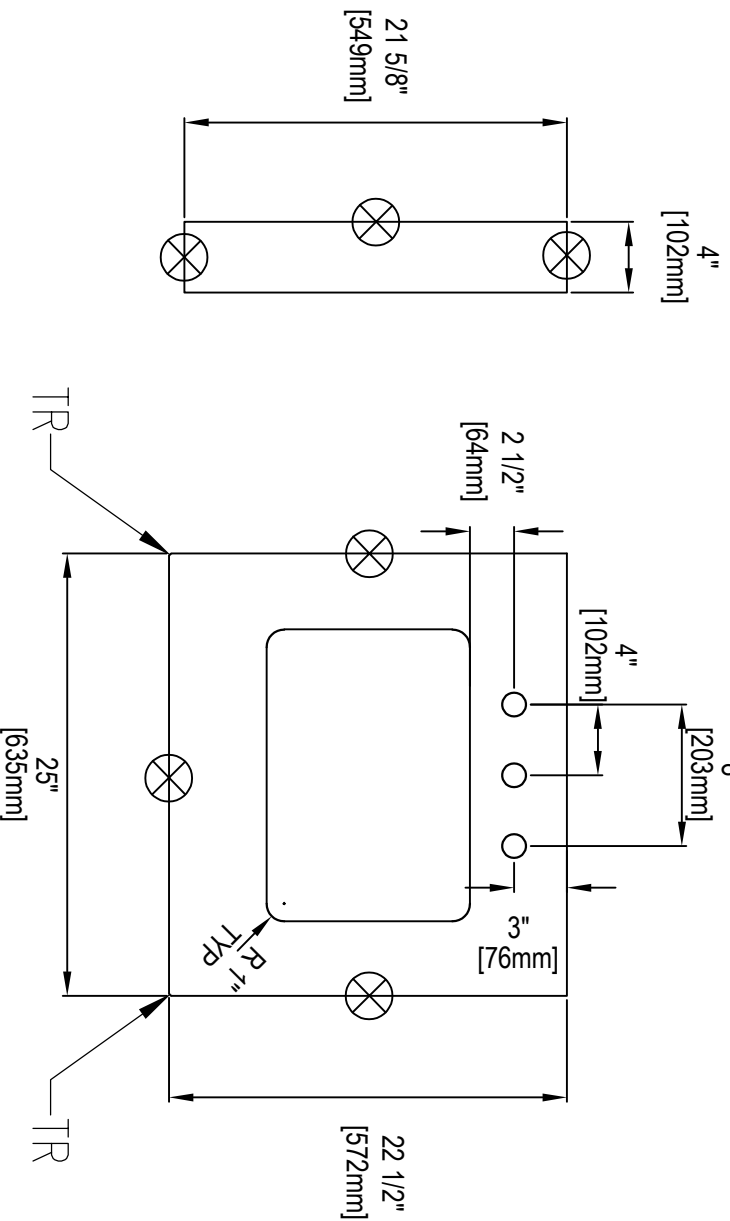 21 5/8"
[549mm]
4"
[102mm]
TR
2 1/2"
[64mm]
4"
[102mm]
[203mm]
3"
[76mm]
R 1"
TYP
25"
[635mm]
22 1/2"
[572mm]
TR